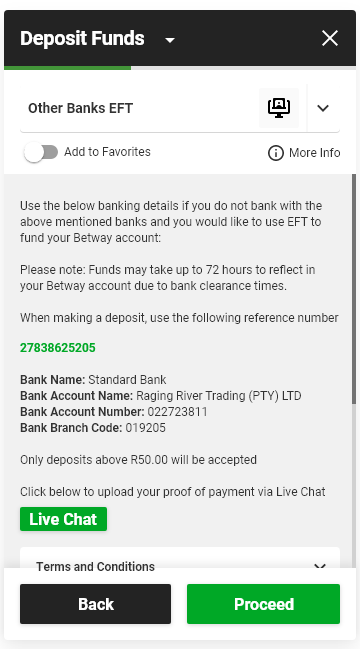 Deposit Funds
Other Banks EFT
Add to Favorites
More Info
Use the below banking details if you do not bank with the
above mentioned banks and you would like to use EFT to
fund your Betway account:
Please note: Funds may take up to 72 hours to reflect in
your Betway account due to bank clearance times.
When making a deposit, use the following reference number
27838625205
Bank Name: Standard Bank
Bank Account Name: Raging River Trading (PTY) LTD
Bank Account Number: 022723811
Bank Branch Code: 019205
Only deposits above R50.00 will be accepted
Click below to upload your proof of payment via Live Chat
Live Chat
Terms and Conditions
Back
Proceed